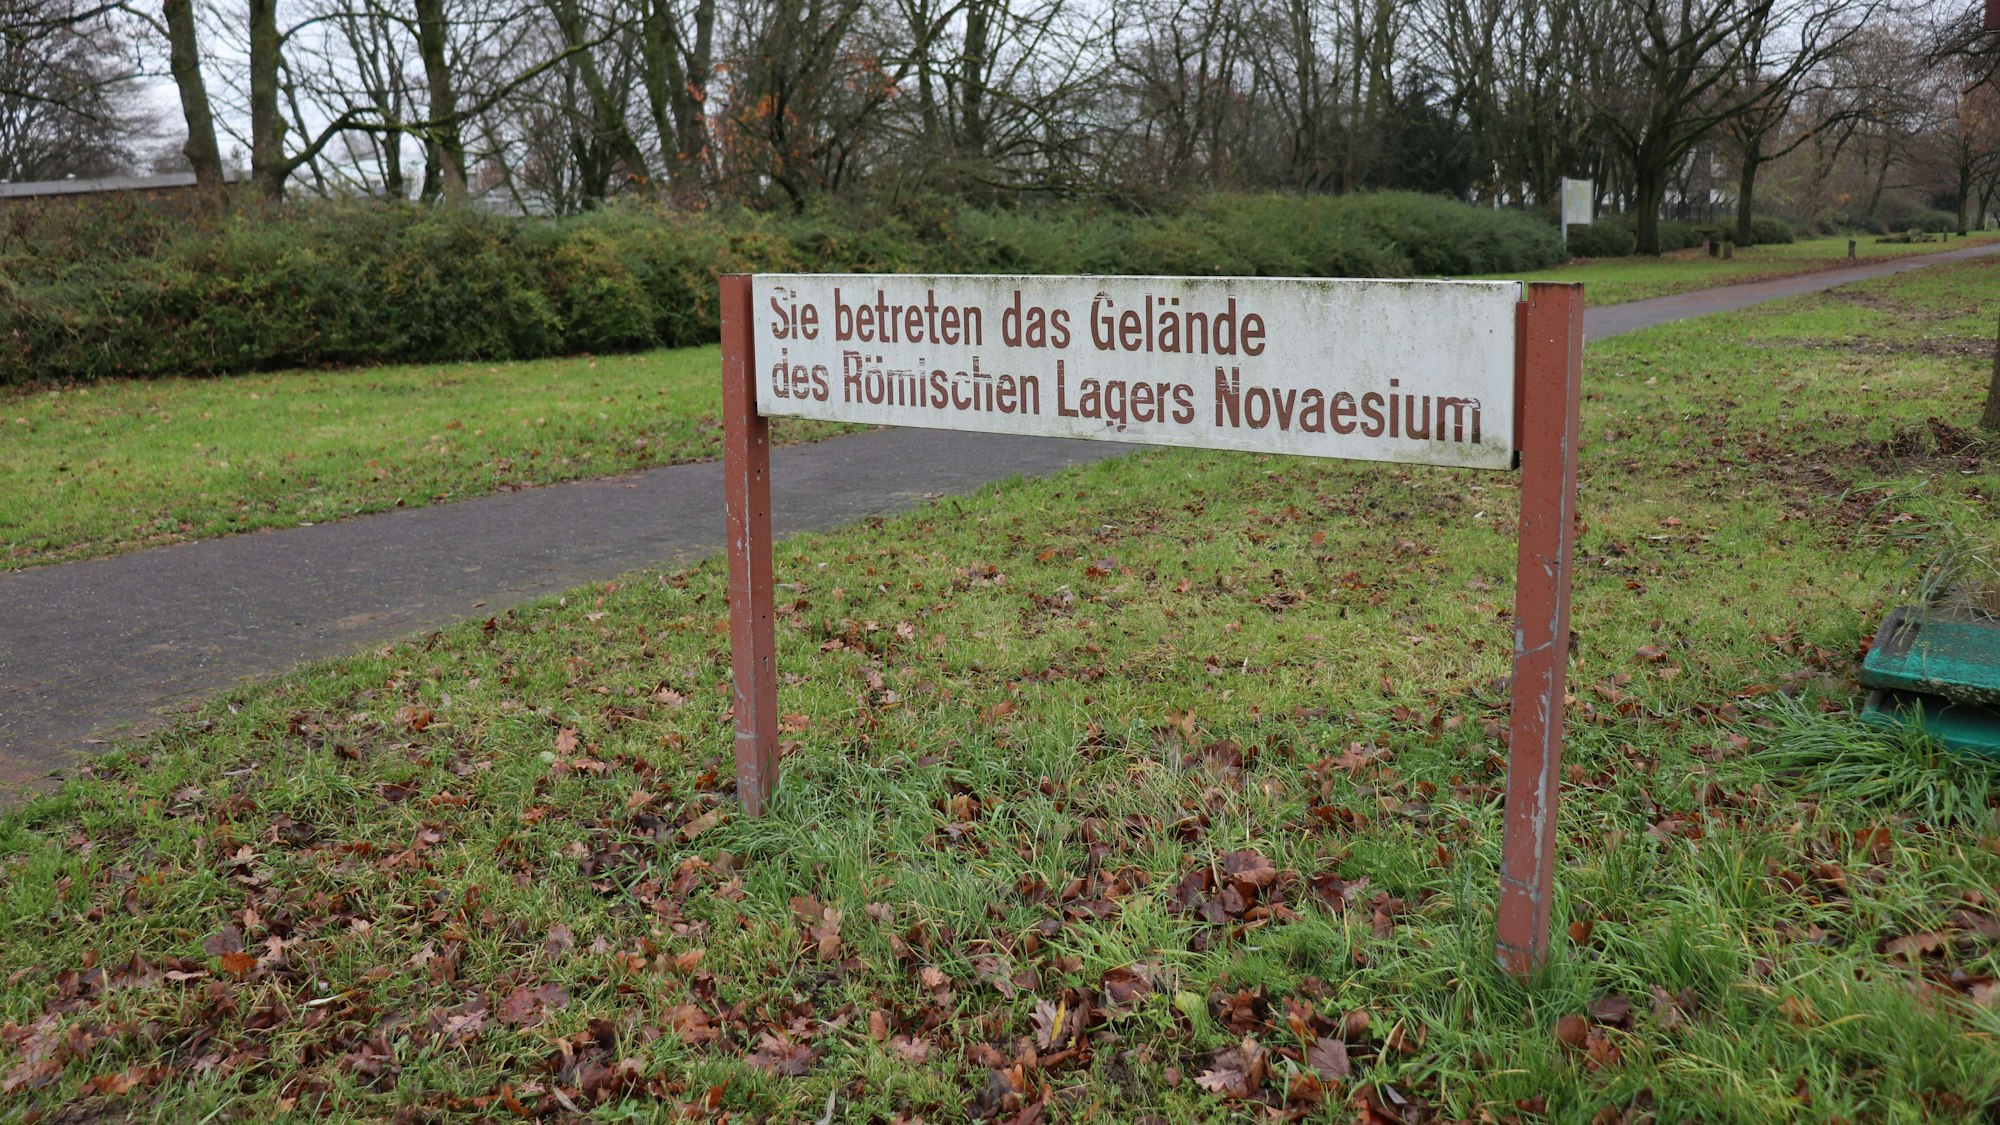 Sie betreten das Gelände
des Römischen Lagers Novaesium